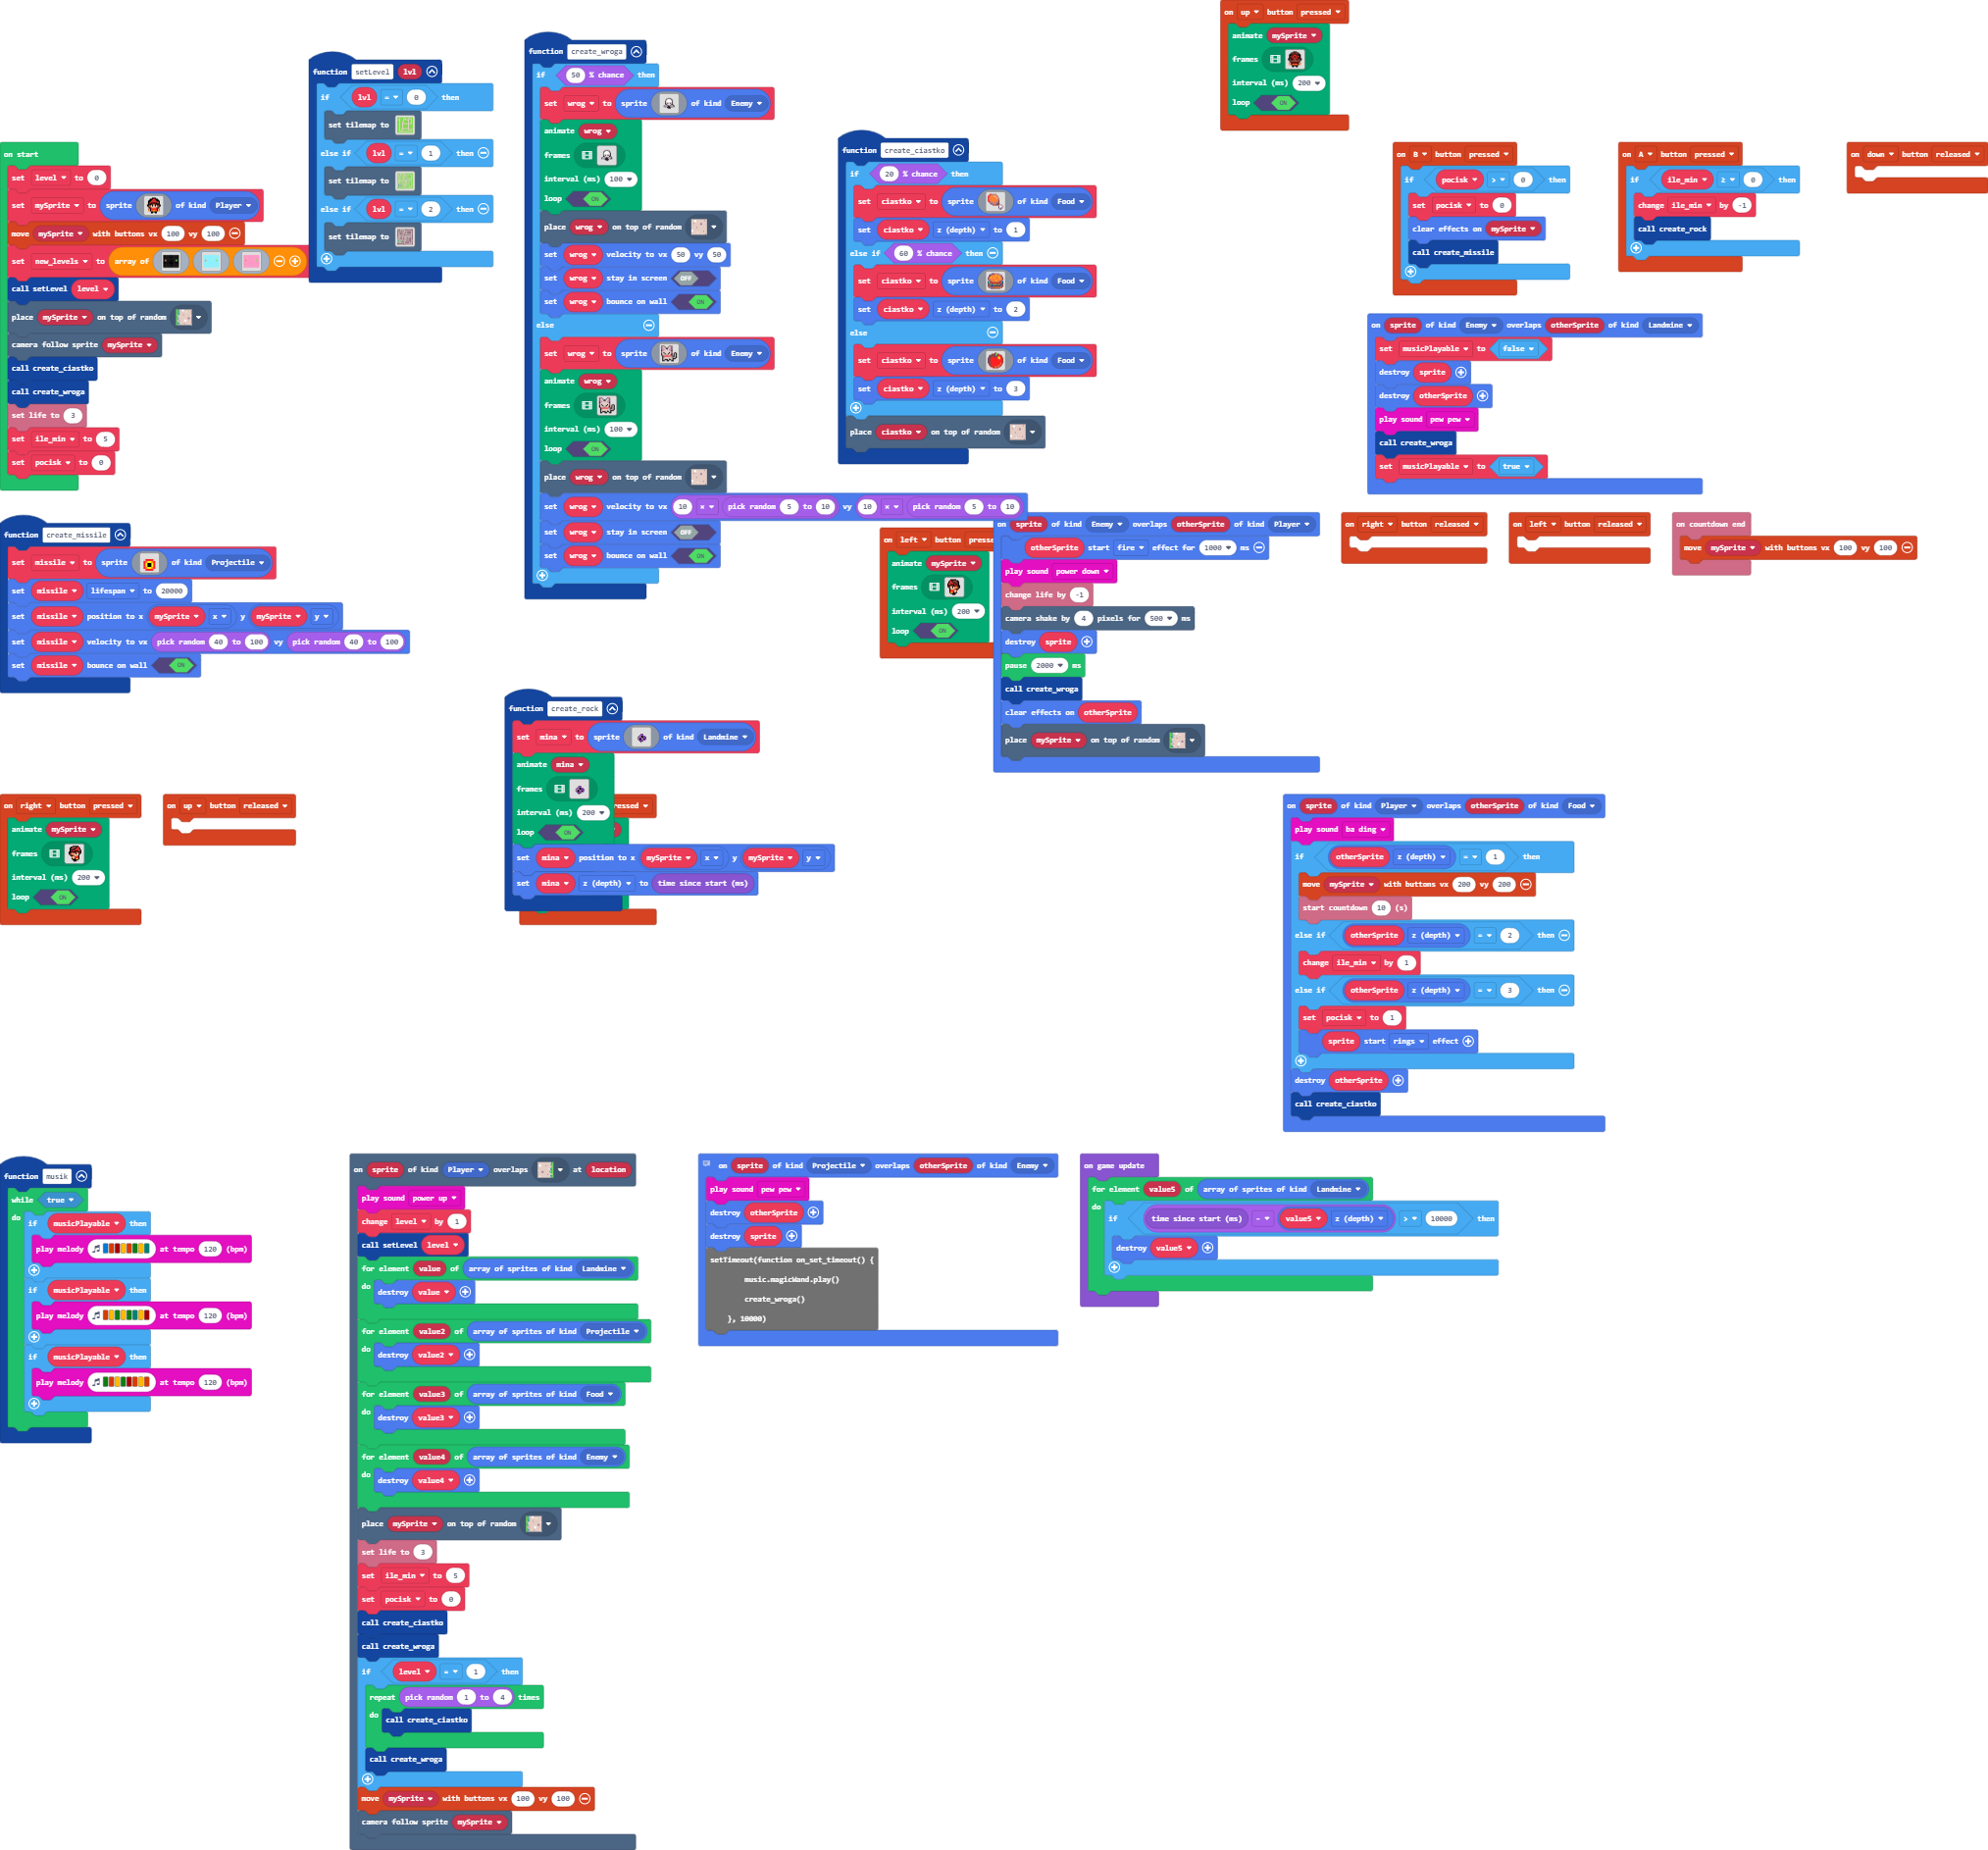 on start
set level to 0
set mySprite to sprite of kind Player
move mySprite with buttons vx 100 vy 100
set new_levels to array of
call setLevel level
place mySprite on top of random
camera follow sprite mySprite
call create_ciastko
call create_wroga
set life to 3
set ile_min to 5
set pocisk to 0
function setLevel lvl
if lvl = 0 then
set tilemap to
else if lvl = 1 then
set tilemap to
else if lvl = 2 then
set tilemap to
function create_wroga
if 50 % chance then
set wrog to sprite of kind Enemy
animate wrog
frames
interval (ms) 100
loop ON
place wrog on top of random
set wrog velocity to vx 50 vy 50
set wrog stay in screen OFF
set wrog bounce on wall ON
else
set wrog to sprite of kind Enemy
animate wrog
frames
interval (ms) 100
loop ON
place wrog on top of random
set wrog velocity to vx 10 × pick random 5 to 10 vy 10 × pick random 5 to 10
set wrog stay in screen OFF
set wrog bounce on wall ON
function create_ciastko
if 20 % chance then
set ciastko to sprite of kind Food
set ciastko z (depth) to 1
else if 60 % chance then
set ciastko to sprite of kind Food
set ciastko z (depth) to 2
else
set ciastko to sprite of kind Food
set ciastko z (depth) to 3
place ciastko on top of random
on up button pressed
animate mySprite
frames
interval (ms) 200
loop ON
on B button pressed
if pocisk > 0 then
set pocisk to 0
clear effects on mySprite
call create_missile
on A button pressed
if ile_min ≥ 0 then
change ile_min by -1
call create_rock
on down button released
on sprite of kind Enemy overlaps otherSprite of kind Landmine
set musicPlayable to false
destroy sprite
destroy otherSprite
play sound pew pew
call create_wroga
set musicPlayable to true
function create_missile
set missile to sprite of kind Projectile
set missile lifespan to 20000
set missile position to x mySprite x y mySprite y
set missile velocity to vx pick random 40 to 100 vy pick random 40 to 100
set missile bounce on wall ON
on left button presse
animate mySprite
frames
interval (ms) 200
loop ON
on sprite of kind Enemy overlaps otherSprite of kind Player
otherSprite start fire effect for 1000 ms
play sound power down
change life by -1
camera shake by 4 pixels for 500 ms
destroy sprite
pause 2000 ms
call create_wroga
clear effects on otherSprite
place mySprite on top of random
on right button released
on left button released
on countdown end
move mySprite with buttons vx 100 vy 100
function create_rock
set mina to sprite of kind Landmine
animate mina
frames
interval (ms) 200
loop ON
set mina position to x mySprite x y mySprite y
set mina z (depth) to time since start (ms)
ressed
on right button pressed
animate mySprite
frames
interval (ms) 200
loop ON
on up button released
on sprite of kind Player overlaps otherSprite of kind Food
play sound ba ding
if otherSprite z (depth) = 1 then
move mySprite with buttons vx 200 vy 200
start countdown 10 (s)
else if otherSprite z (depth) = 2 then
change ile_min by 1
else if otherSprite z (depth) = 3 then
set pocisk to 1
sprite start rings effect
destroy otherSprite
call create_ciastko
function musik
while true
do if musicPlayable then
play melody at tempo 120 (bpm)
if musicPlayable then
play melody at tempo 120 (bpm)
if musicPlayable then
play melody at tempo 120 (bpm)
on sprite of kind Player overlaps at location
play sound power up
change level by 1
call setLevel level
for element value of array of sprites of kind Landmine
do destroy value
for element value2 of array of sprites of kind Projectile
do destroy value2
for element value3 of array of sprites of kind Food
do destroy value3
for element value4 of array of sprites of kind Enemy
do destroy value4
place mySprite on top of random
set life to 3
set ile_min to 5
set pocisk to 0
call create_ciastko
call create_wroga
if level = 1 then
repeat pick random 1 to 4 times
do call create_ciastko
call create_wroga
move mySprite with buttons vx 100 vy 100
camera follow sprite mySprite
on sprite of kind Projectile overlaps otherSprite of kind Enemy
play sound pew pew
destroy otherSprite
destroy sprite
setTimeout(function on_set_timeout() {
music.magicWand.play()
create_wroga()
}, 10000)
on game update
for element value5 of array of sprites of kind Landmine
do if time since start (ms) - value5 z (depth) > 10000 then
destroy value5